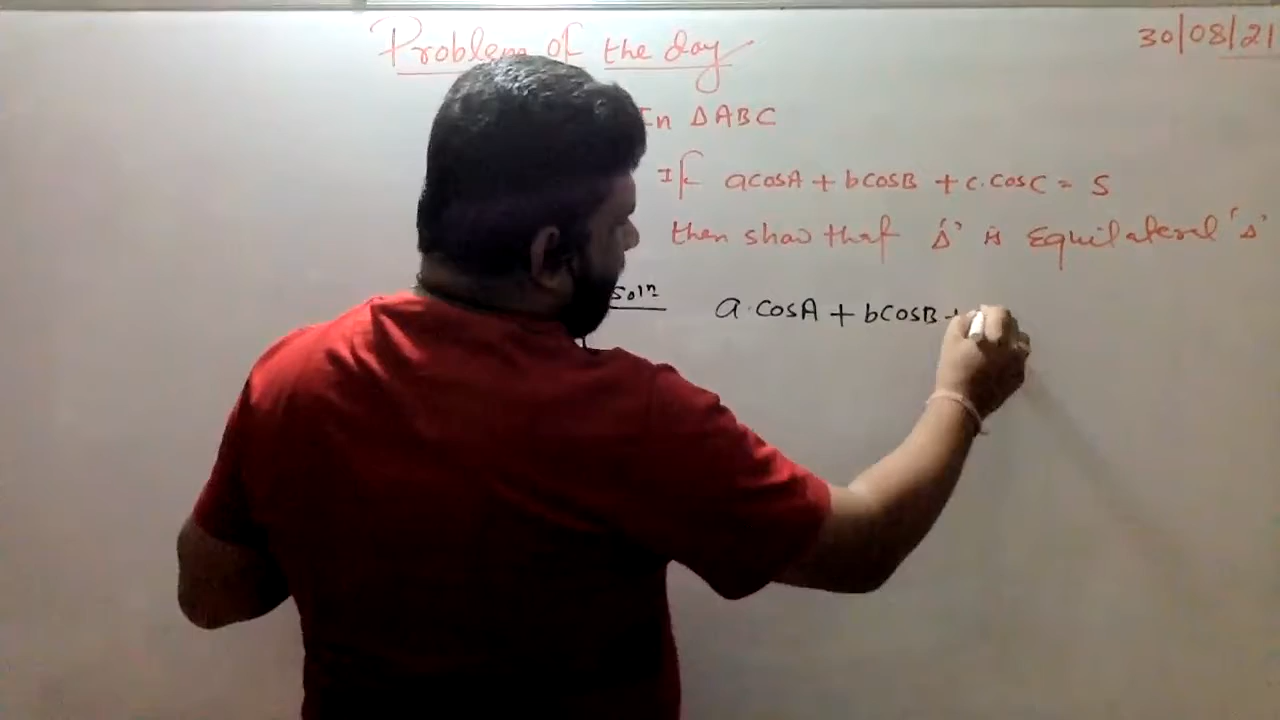 Problem of the day
30/08/21
In ΔABC
If acosA + bcosB + c.cosC = S
then show that 'Δ' is Equilateral 'Δ'
Soln
a.cosA + bcosB +